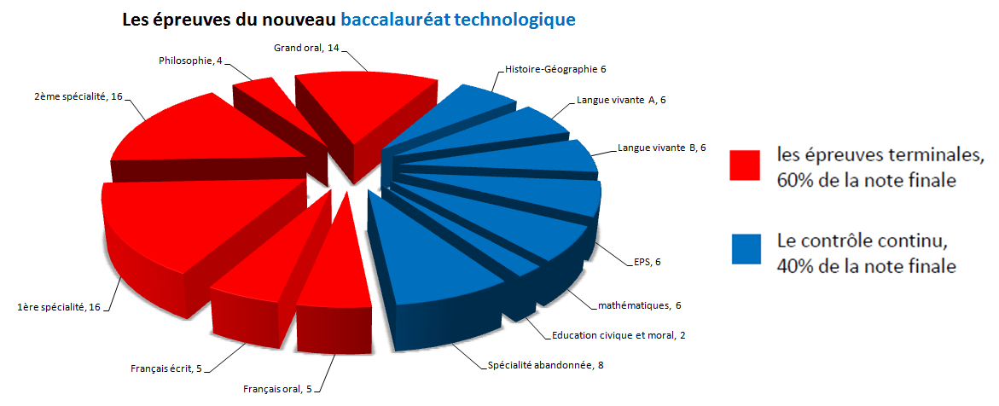 Les épreuves du nouveau baccalauréat technologique
Grand oral, 14
Philosophie, 4
2ème spécialité, 16
1ère spécialité, 16
Français écrit, 5
Français oral, 5
Histoire-Géographie 6
Langue vivante A, 6
Langue vivante B, 6
EPS, 6
mathématiques, 6
Education civique et moral, 2
Spécialité abandonnée, 8
les épreuves terminales,
60% de la note finale
Le contrôle continu,
40% de la note finale